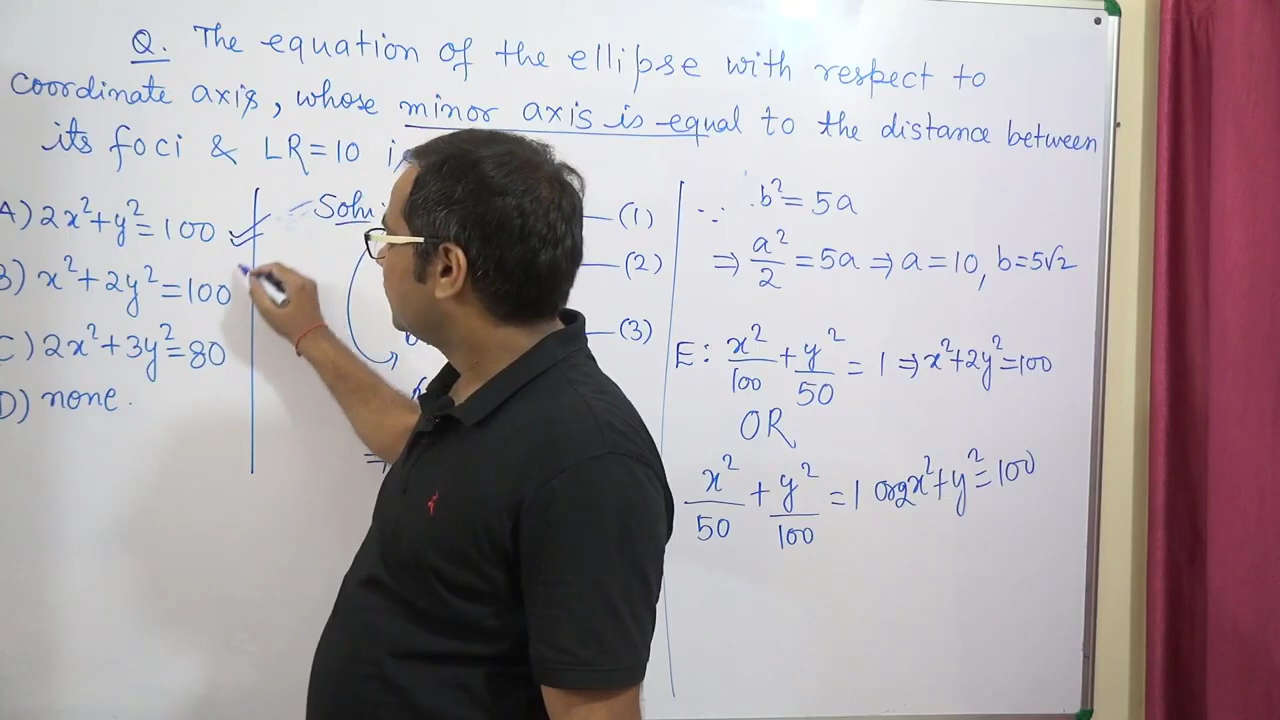 Q. The equation of the ellipse with respect to
coordinate axis, whose minor axis is equal to the distance between
its foci & LR=10
A) 2x²+y²=100 ✓
B) x²+2y²=100
C) 2x²+3y²=80
D) none.
Soln
(1)
(2)
(3)
∵ b²=5a
⇒ a²/2 = 5a ⇒ a=10, b=5√2
E: x²/100 + y²/50 = 1 ⇒ x²+2y²=100
OR
x²/50 + y²/100 = 1 or 2x²+y²=100